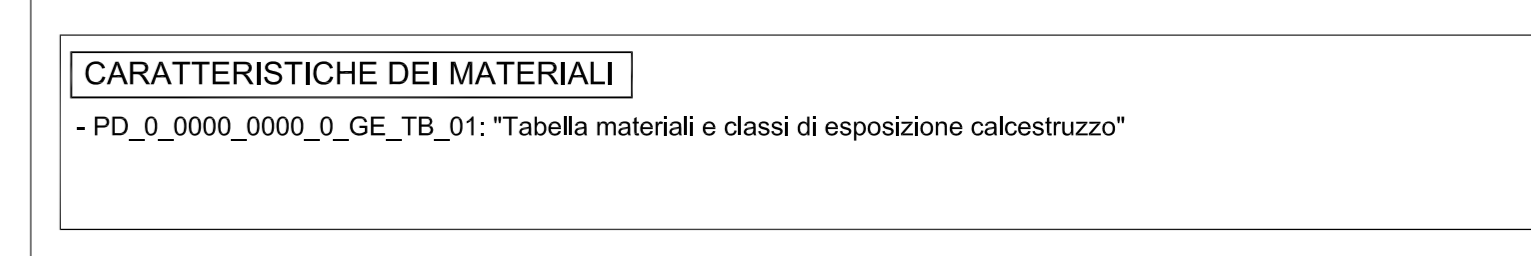 CARATTERISTICHE DEI MATERIALI
- PD_0_0000_0000_0_GE_TB_01: "Tabella materiali e classi di esposizione calcestruzzo"